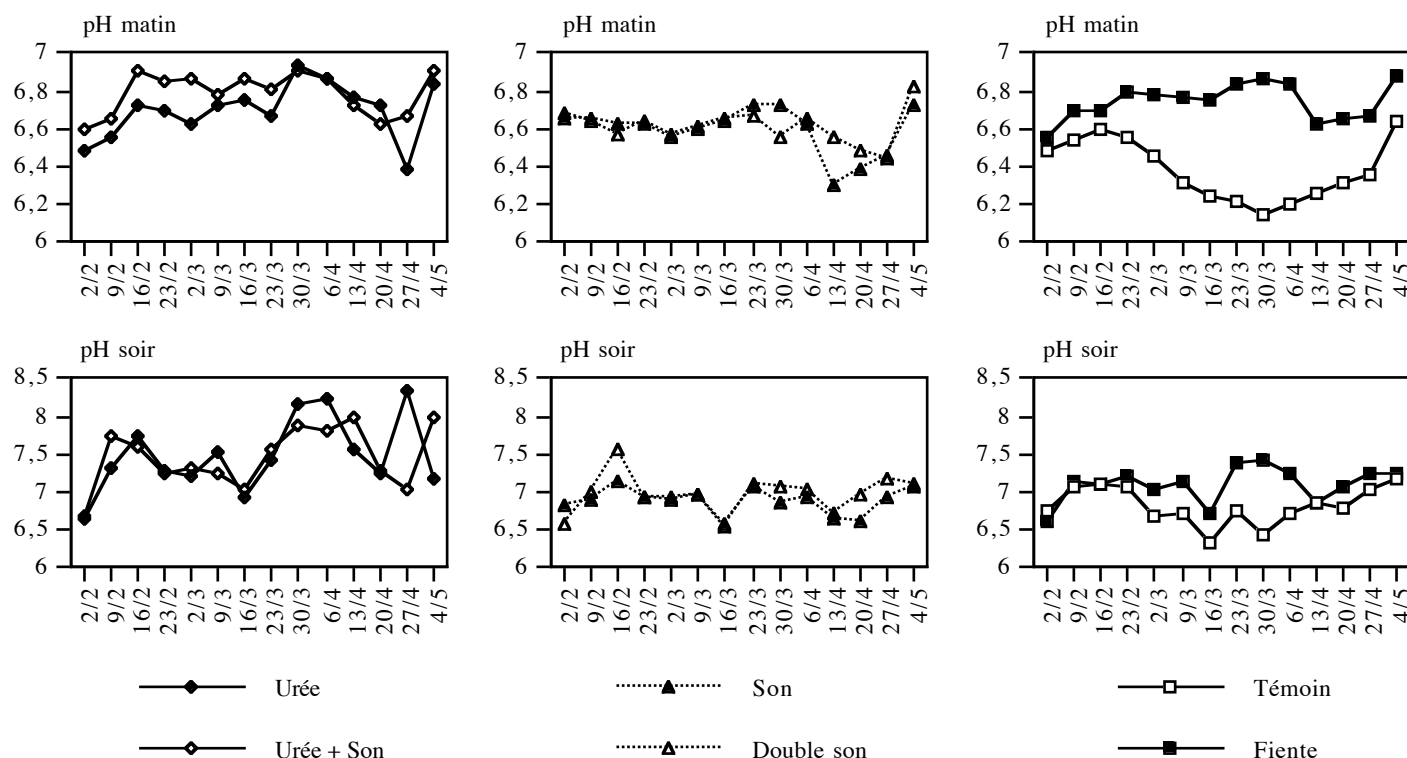 pH matin
7
6,8
6,6
6,4
6,2
6
2/2 9/2 16/2 23/2 2/3 9/3 16/3 23/3 30/3 6/4 13/4 20/4 27/4 4/5
pH matin
7
6,8
6,6
6,4
6,2
6
2/2 9/2 16/2 23/2 2/3 9/3 16/3 23/3 30/3 6/4 13/4 20/4 27/4 4/5
pH matin
7
6,8
6,6
6,4
6,2
6
2/2 9/2 16/2 23/2 2/3 9/3 16/3 23/3 30/3 6/4 13/4 20/4 27/4 4/5
pH soir
8,5
8
7,5
7
6,5
6
2/2 9/2 16/2 23/2 2/3 9/3 16/3 23/3 30/3 6/4 13/4 20/4 27/4 4/5
pH soir
8,5
8
7,5
7
6,5
6
2/2 9/2 16/2 23/2 2/3 9/3 16/3 23/3 30/3 6/4 13/4 20/4 27/4 4/5
pH soir
8,5
8
7,5
7
6,5
6
2/2 9/2 16/2 23/2 2/3 9/3 16/3 23/3 30/3 6/4 13/4 20/4 27/4 4/5
Urée
Son
Témoin
Urée + Son
Double son
Fiente